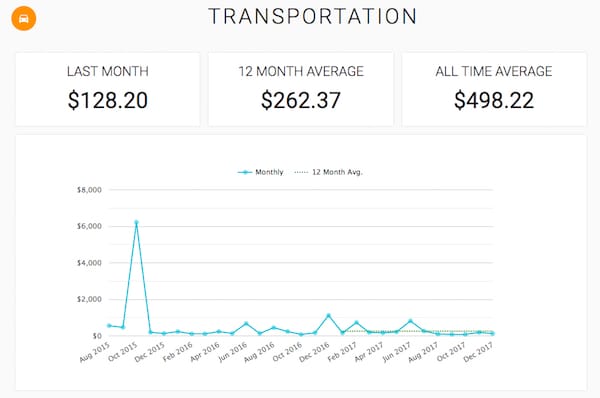 TRANSPORTATION
LAST MONTH
$128.20
12 MONTH AVERAGE
$262.37
ALL TIME AVERAGE
$498.22
Monthly 12 Month Avg.
$8,000
$6,000
$4,000
$2,000
$0
Aug 2015 Oct 2015 Dec 2015 Feb 2016 Apr 2016 Jun 2016 Aug 2016 Oct 2016 Dec 2016 Feb 2017 Apr 2017 Jun 2017 Aug 2017 Oct 2017 Dec 2017